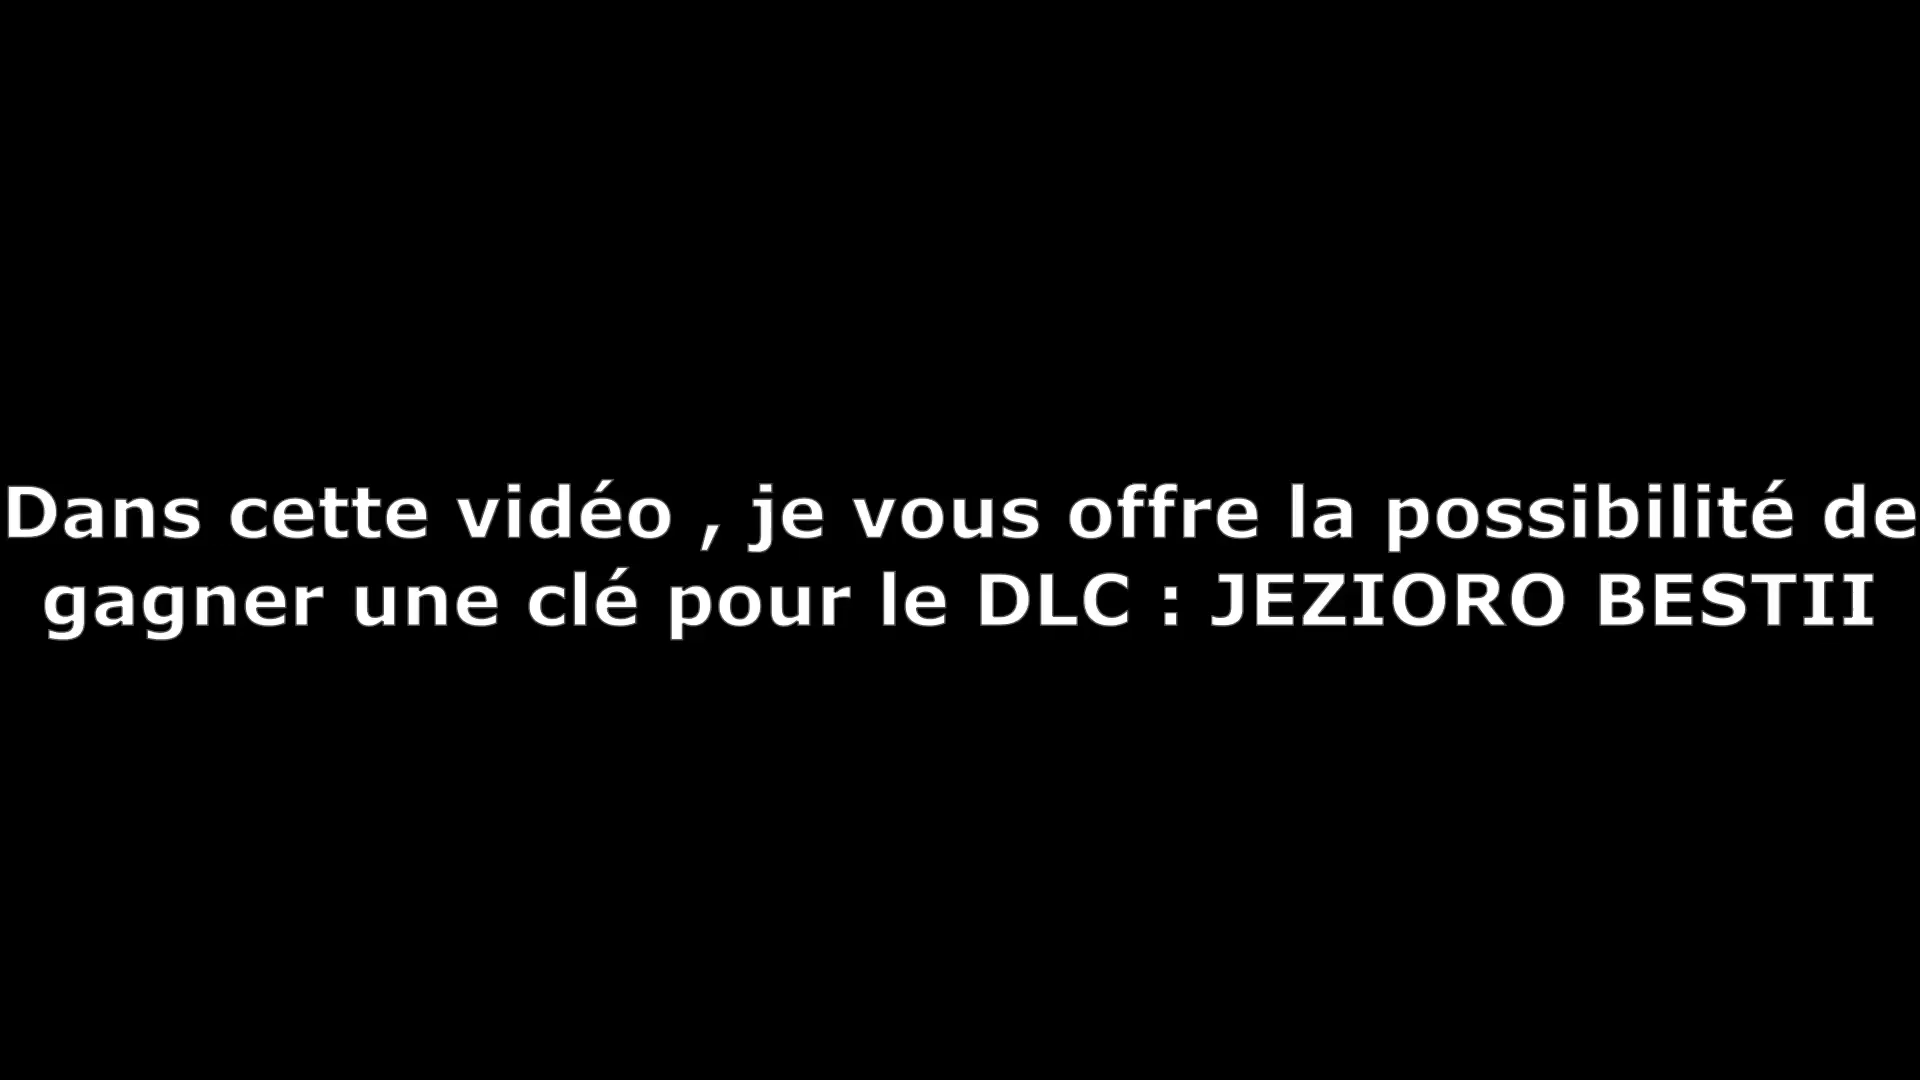 Dans cette vidéo , je vous offre la possibilité de
gagner une clé pour le DLC : JEZIORO BESTII